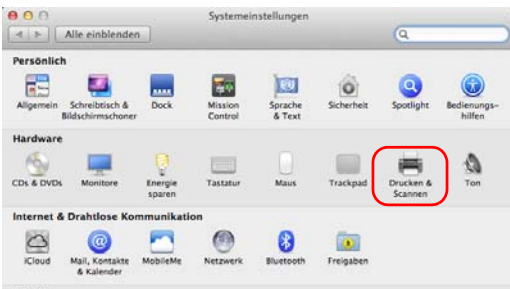 Systemeinstellungen
Alle einblenden
Persönlich
Allgemein Schreibtisch & Bildschirmschoner Dock Mission Control Sprache & Text Sicherheit Spotlight Bedienungs-hilfen
Hardware
CDs & DVDs Monitore Energie sparen Tastatur Maus Trackpad Drucken & Scannen Ton
Internet & Drahtlose Kommunikation
iCloud Mail, Kontakte & Kalender MobileMe Netzwerk Bluetooth Freigaben